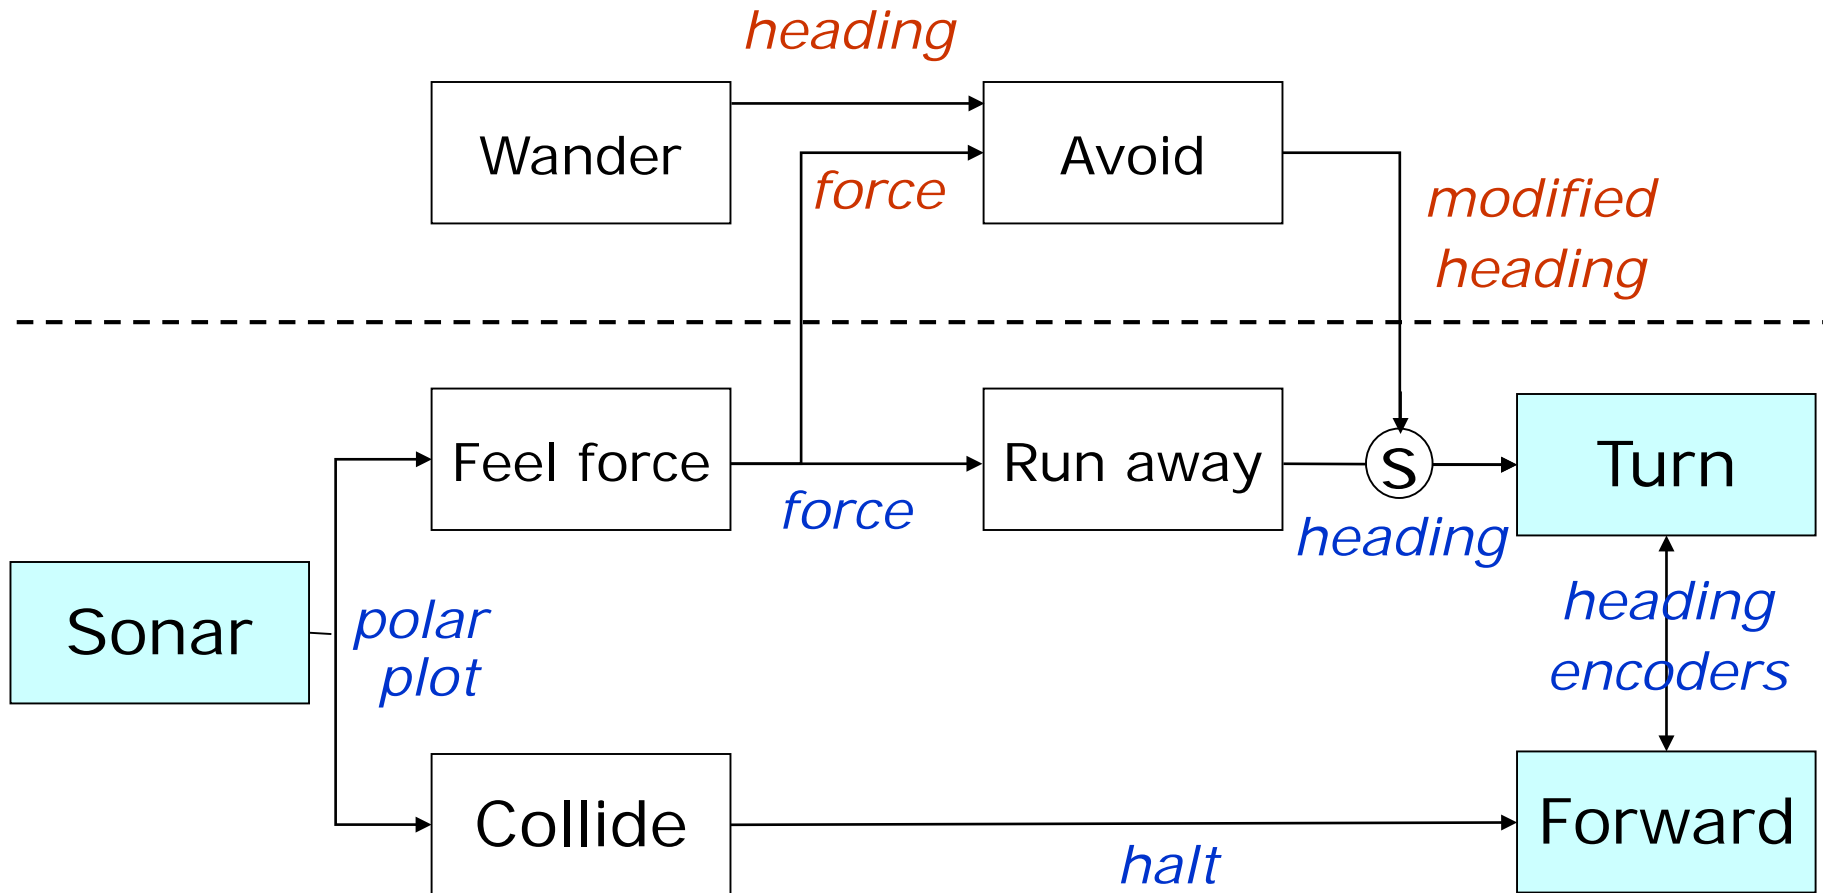 heading
Wander
Avoid
force
modified
heading
Feel force
Run away
S
Turn
force
heading
Sonar
polar
plot
heading
encoders
Collide
Forward
halt